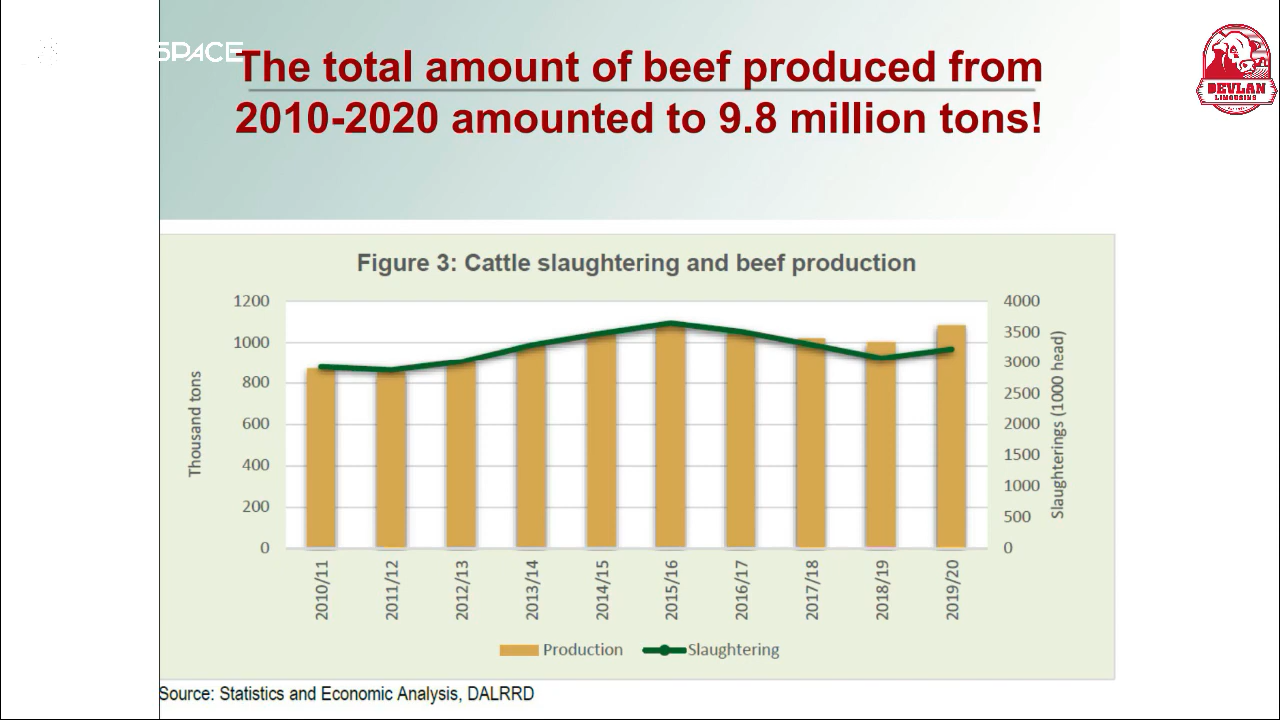 SPACE
The total amount of beef produced from
2010-2020 amounted to 9.8 million tons!
DEVLAN
LIMOUSINS
Figure 3: Cattle slaughtering and beef production
1200
1000
800
600
400
200
0
Thousand tons
4000
3500
3000
2500
2000
1500
1000
500
0
Slaughterings (1000 head)
2010/11
2011/12
2012/13
2013/14
2014/15
2015/16
2016/17
2017/18
2018/19
2019/20
Production
Slaughtering
Source: Statistics and Economic Analysis, DALRRD